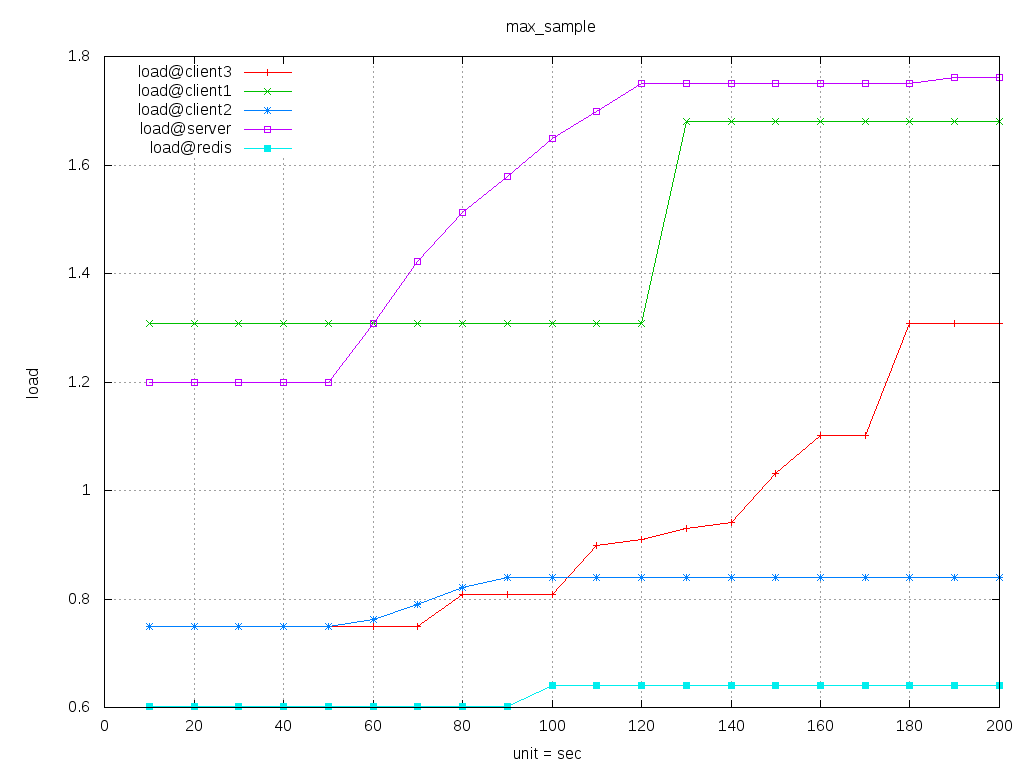 max_sample
load@client3
load@client1
load@client2
load@server
load@redis
1.8
1.6
1.4
1.2
1
0.8
0.6
load
0 20 40 60 80 100 120 140 160 180 200
unit = sec